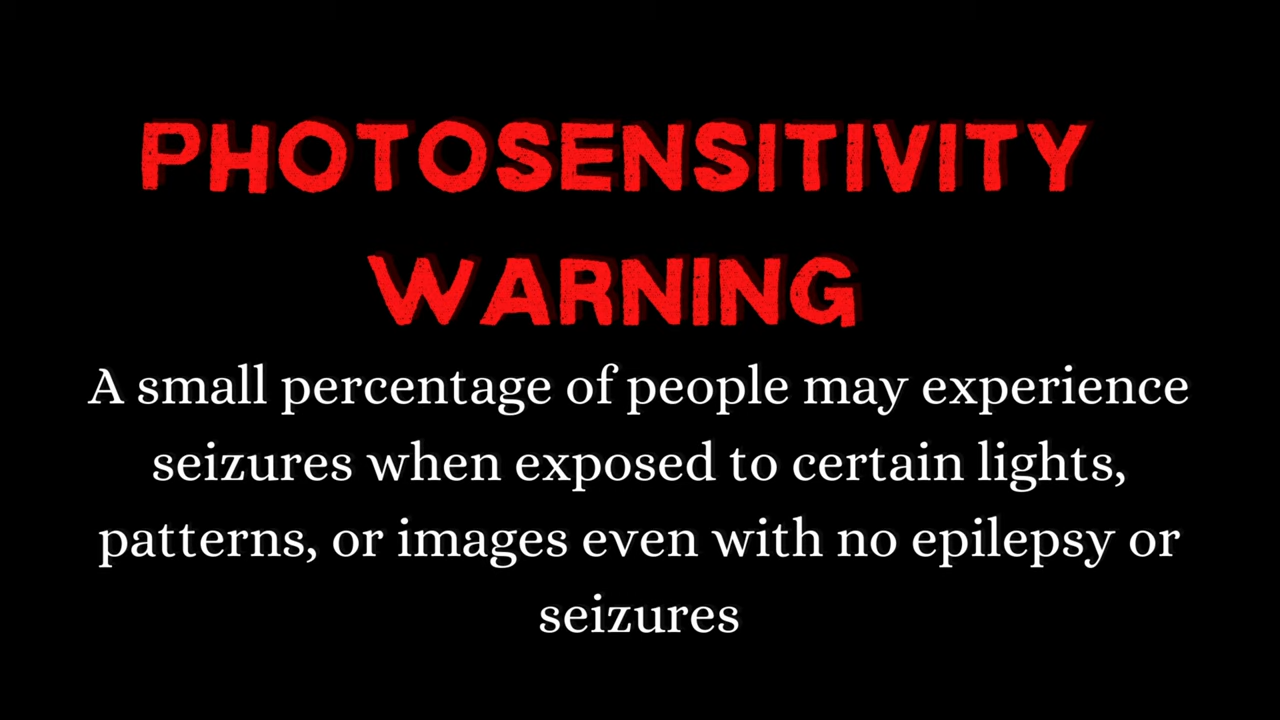 PHOTOSENSITIVITY
WARNING
A small percentage of people may experience
seizures when exposed to certain lights,
patterns, or images even with no epilepsy or
seizures